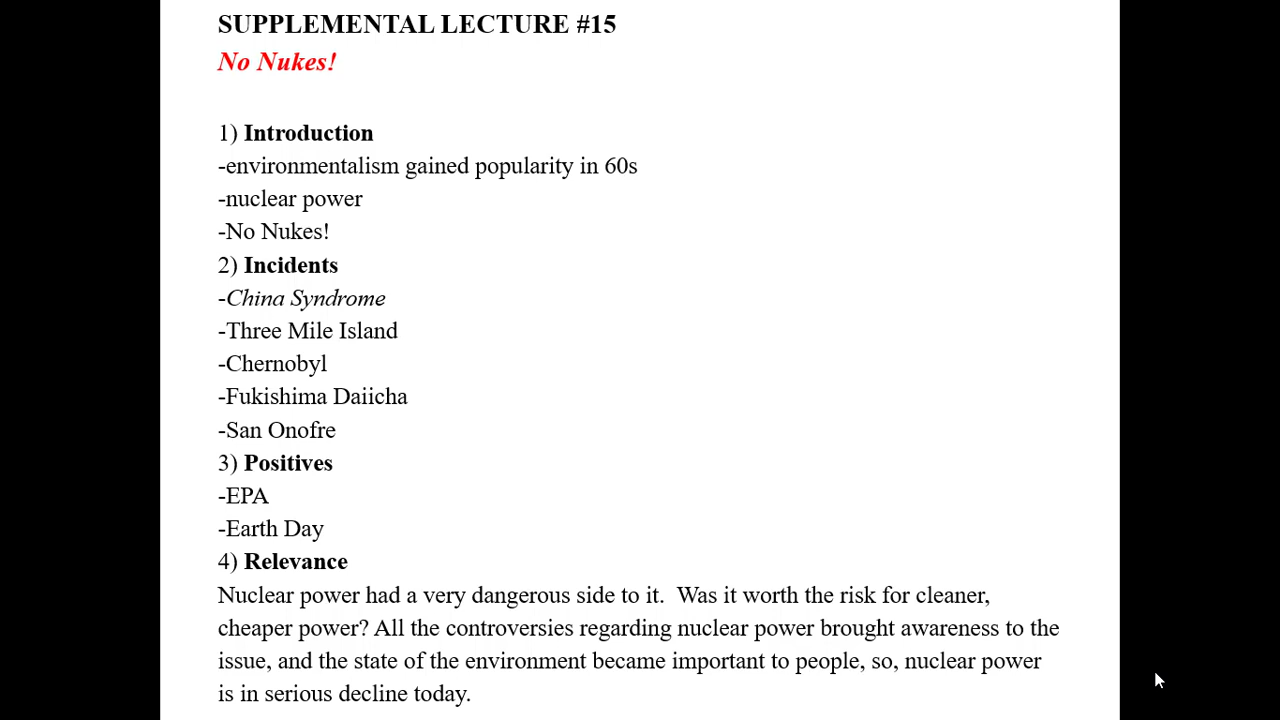 SUPPLEMENTAL LECTURE #15
No Nukes!
1) Introduction
-environmentalism gained popularity in 60s
-nuclear power
-No Nukes!
2) Incidents
-China Syndrome
-Three Mile Island
-Chernobyl
-Fukishima Daiicha
-San Onofre
3) Positives
-EPA
-Earth Day
4) Relevance
Nuclear power had a very dangerous side to it.  Was it worth the risk for cleaner,
cheaper power? All the controversies regarding nuclear power brought awareness to the
issue, and the state of the environment became important to people, so, nuclear power
is in serious decline today.